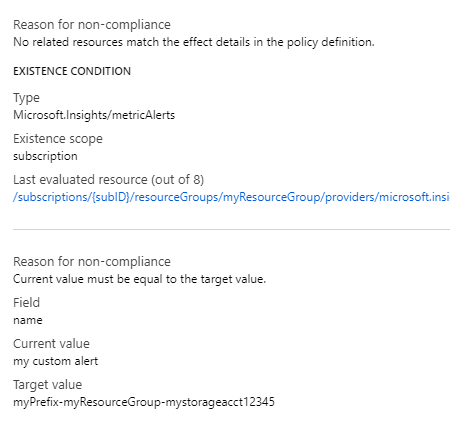 Reason for non-compliance
No related resources match the effect details in the policy definition.
EXISTENCE CONDITION
Type
Microsoft.Insights/metricAlerts
Existence scope
subscription
Last evaluated resource (out of 8)
/subscriptions/{subID}/resourceGroups/myResourceGroup/providers/microsoft.insi
Reason for non-compliance
Current value must be equal to the target value.
Field
name
Current value
my custom alert
Target value
myPrefix-myResourceGroup-mystorageacct12345